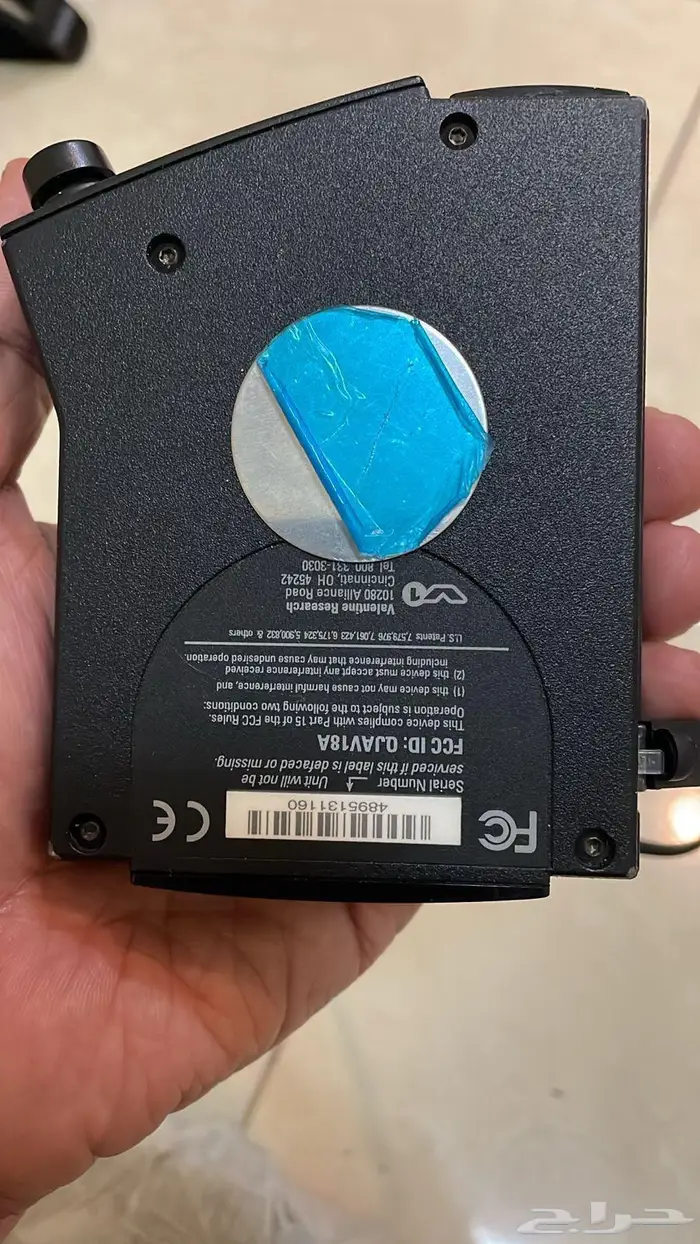 Valentine Research
10280 Alliance Road
Cincinnati, OH 45242
Tel 800 331-3030
1
U.S. Patents 7,579,976 7,051,423 6,175,324 5,900,832 & others
This device complies with Part 15 of the FCC Rules.
Operation is subject to the following two conditions:
(1) this device may not cause harmful interference, and,
(2) this device must accept any interference received
including interference that may cause undesired operation.
FCC ID: QJAV18A
Serial Number Unit will not be
serviced if this label is defaced or missing.
FC
4895131160
CE
حراج